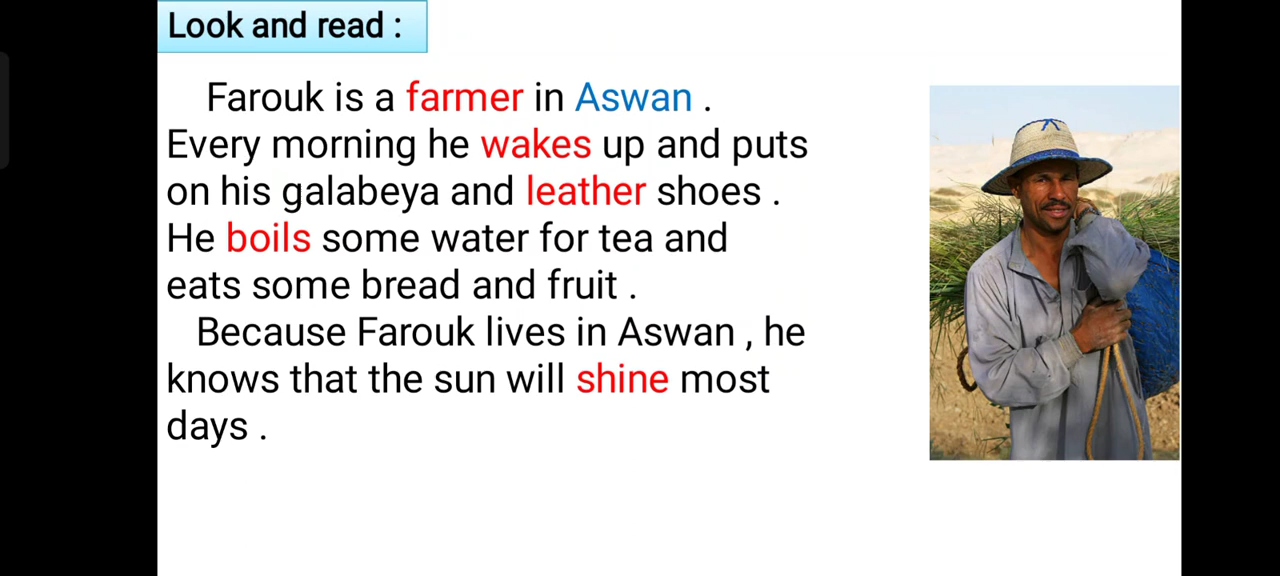 Look and read :
Farouk is a farmer in Aswan .
Every morning he wakes up and puts
on his galabeya and leather shoes .
He boils some water for tea and
eats some bread and fruit .
Because Farouk lives in Aswan , he
knows that the sun will shine most
days .